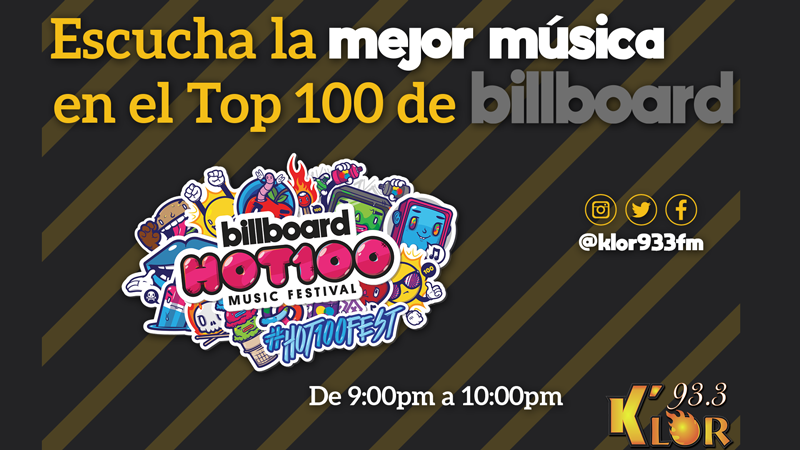 Escucha la mejor música
en el Top 100 de billboard
billboard
HOT100
MUSIC FESTIVAL
#HOT100FEST
100
@klor933fm
De 9:00pm a 10:00pm
K'LOR 93.3